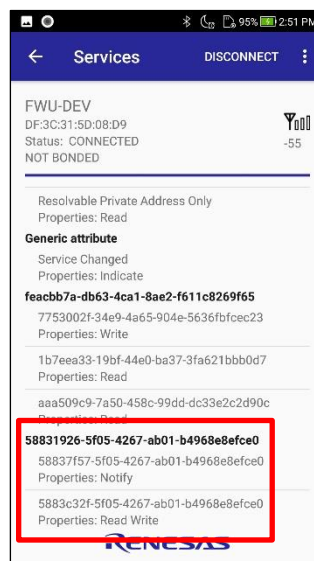 95% 2:51 PM
Services DISCONNECT
FWU-DEV
DF:3C:31:5D:08:D9
Status: CONNECTED
-55
NOT BONDED
Resolvable Private Address Only
Properties: Read
Generic attribute
Service Changed
Properties: Indicate
feacbb7a-db63-4ca1-8ae2-f611c8269f65
7753002f-34e9-4a65-904e-5636fbfcec23
Properties: Write
1b7eea33-19bf-44e0-ba37-3fa621bbb0d7
Properties: Read
aaa509c9-7a50-458c-99dd-dc33e2c2d90c
Properties: Read
58831926-5f05-4267-ab01-b4968e8efce0
58837f57-5f05-4267-ab01-b4968e8efce0
Properties: Notify
5883c32f-5f05-4267-ab01-b4968e8efce0
Properties: Read Write
RENESAS